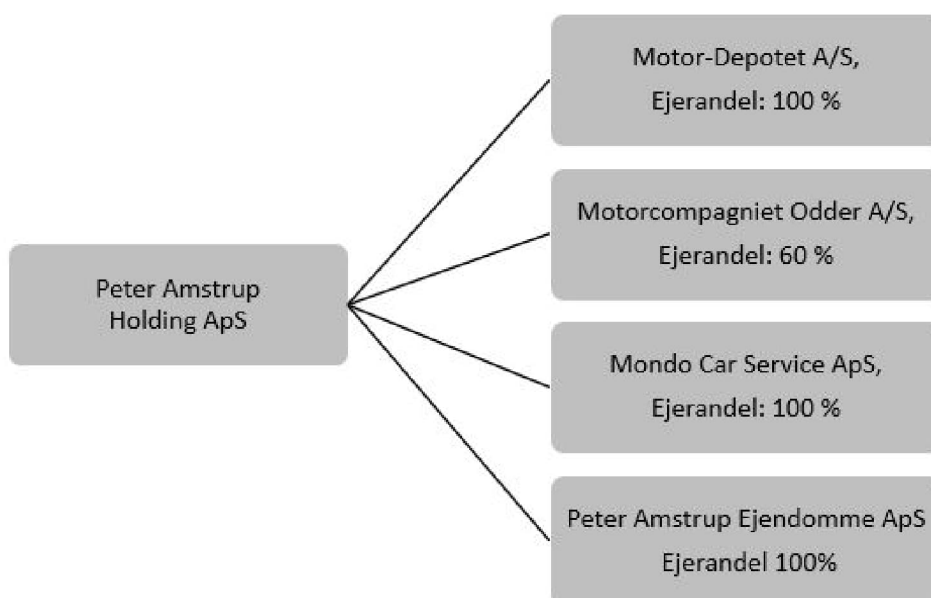 Motor-Depotet A/S,
Ejerandel: 100 %
Motorcompagniet Odder A/S,
Ejerandel: 60 %
Peter Amstrup
Holding ApS
Mondo Car Service ApS,
Ejerandel: 100 %
Peter Amstrup Ejendomme ApS
Ejerandel 100%